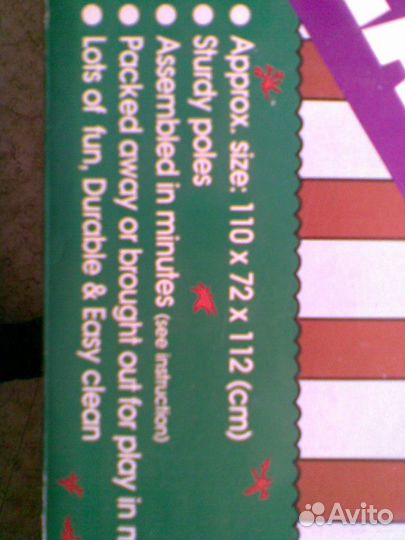 ● Approx. size: 110 x 72 x 112 (cm)
● Sturdy poles
● Assembled in minutes (see instruction)
● Packed away or brought out for play in
● Lots of fun, Durable & Easy clean
Avito